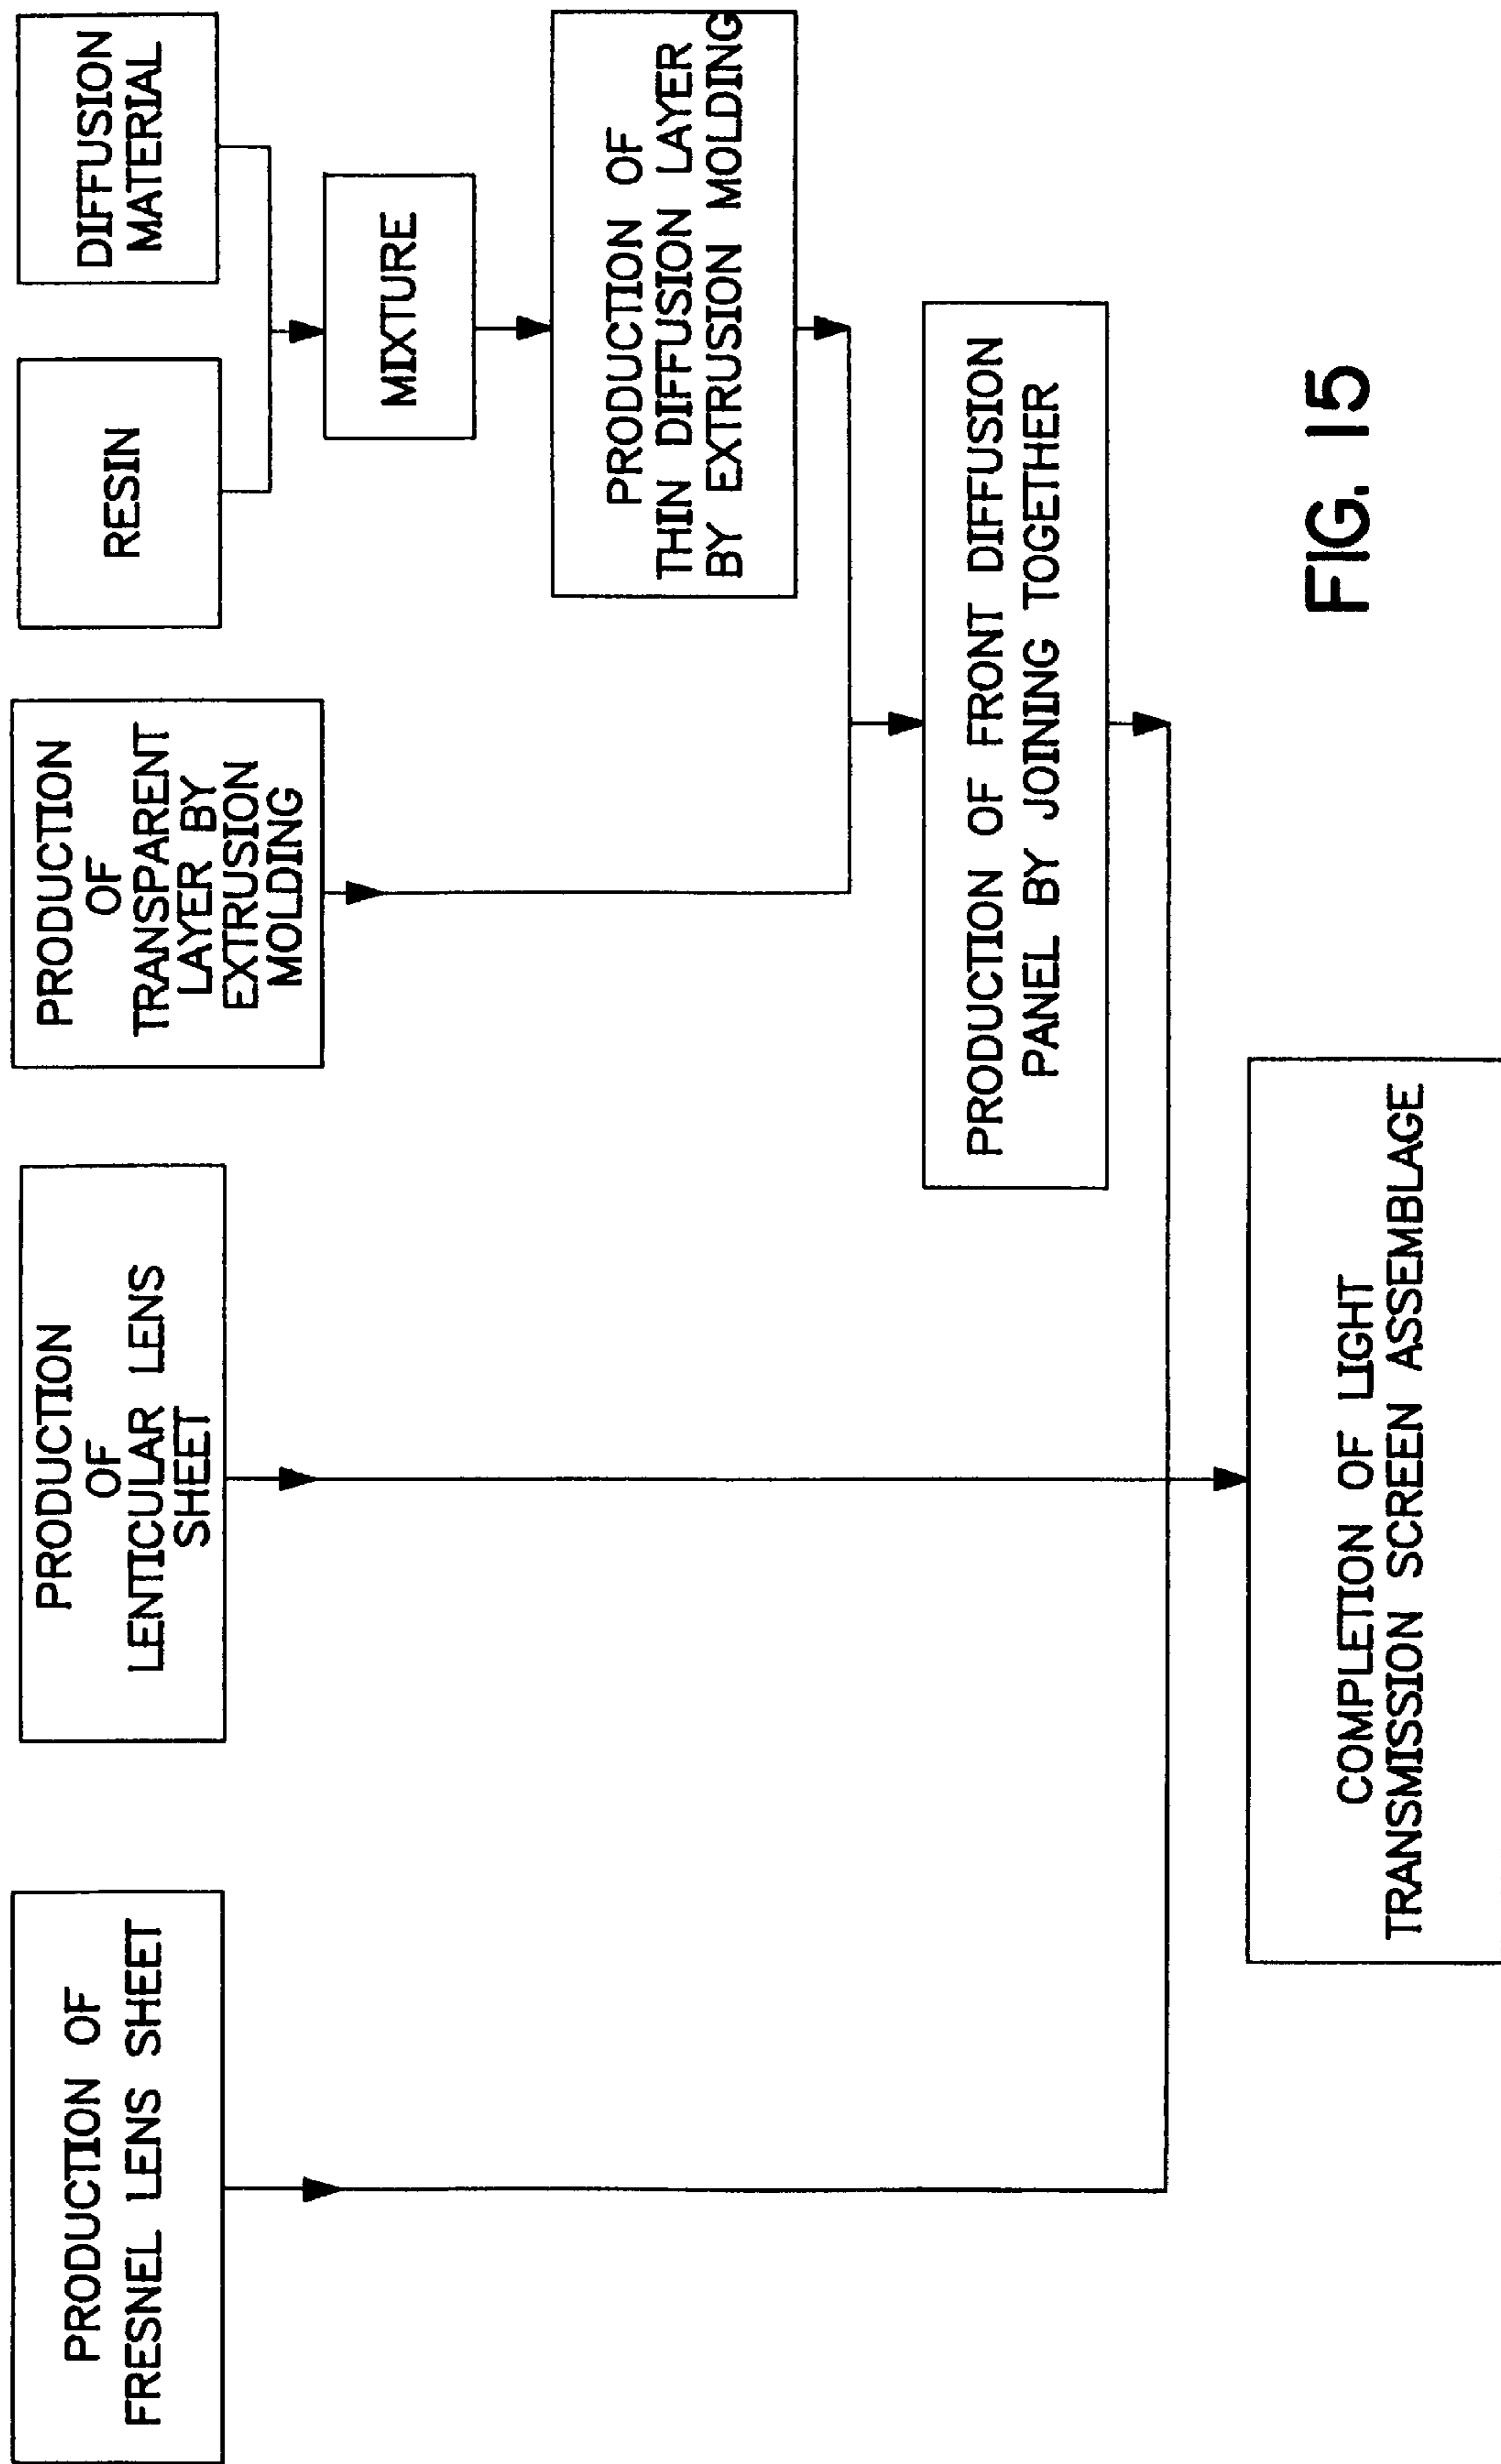 PRODUCTION OF
FRESNEL LENS SHEET
PRODUCTION
OF
LENTICULAR LENS
SHEET
PRODUCTION
OF
TRANSPARENT
LAYER BY
EXTRUSION
MOLDING
RESIN
DIFFUSION
MATERIAL
MIXTURE
PRODUCTION OF
THIN DIFFUSION LAYER
BY EXTRUSION MOLDING
PRODUCTION OF FRONT DIFFUSION
PANEL BY JOINING TOGETHER
COMPLETION OF LIGHT
TRANSMISSION SCREEN ASSEMBLAGE
FIG. 15